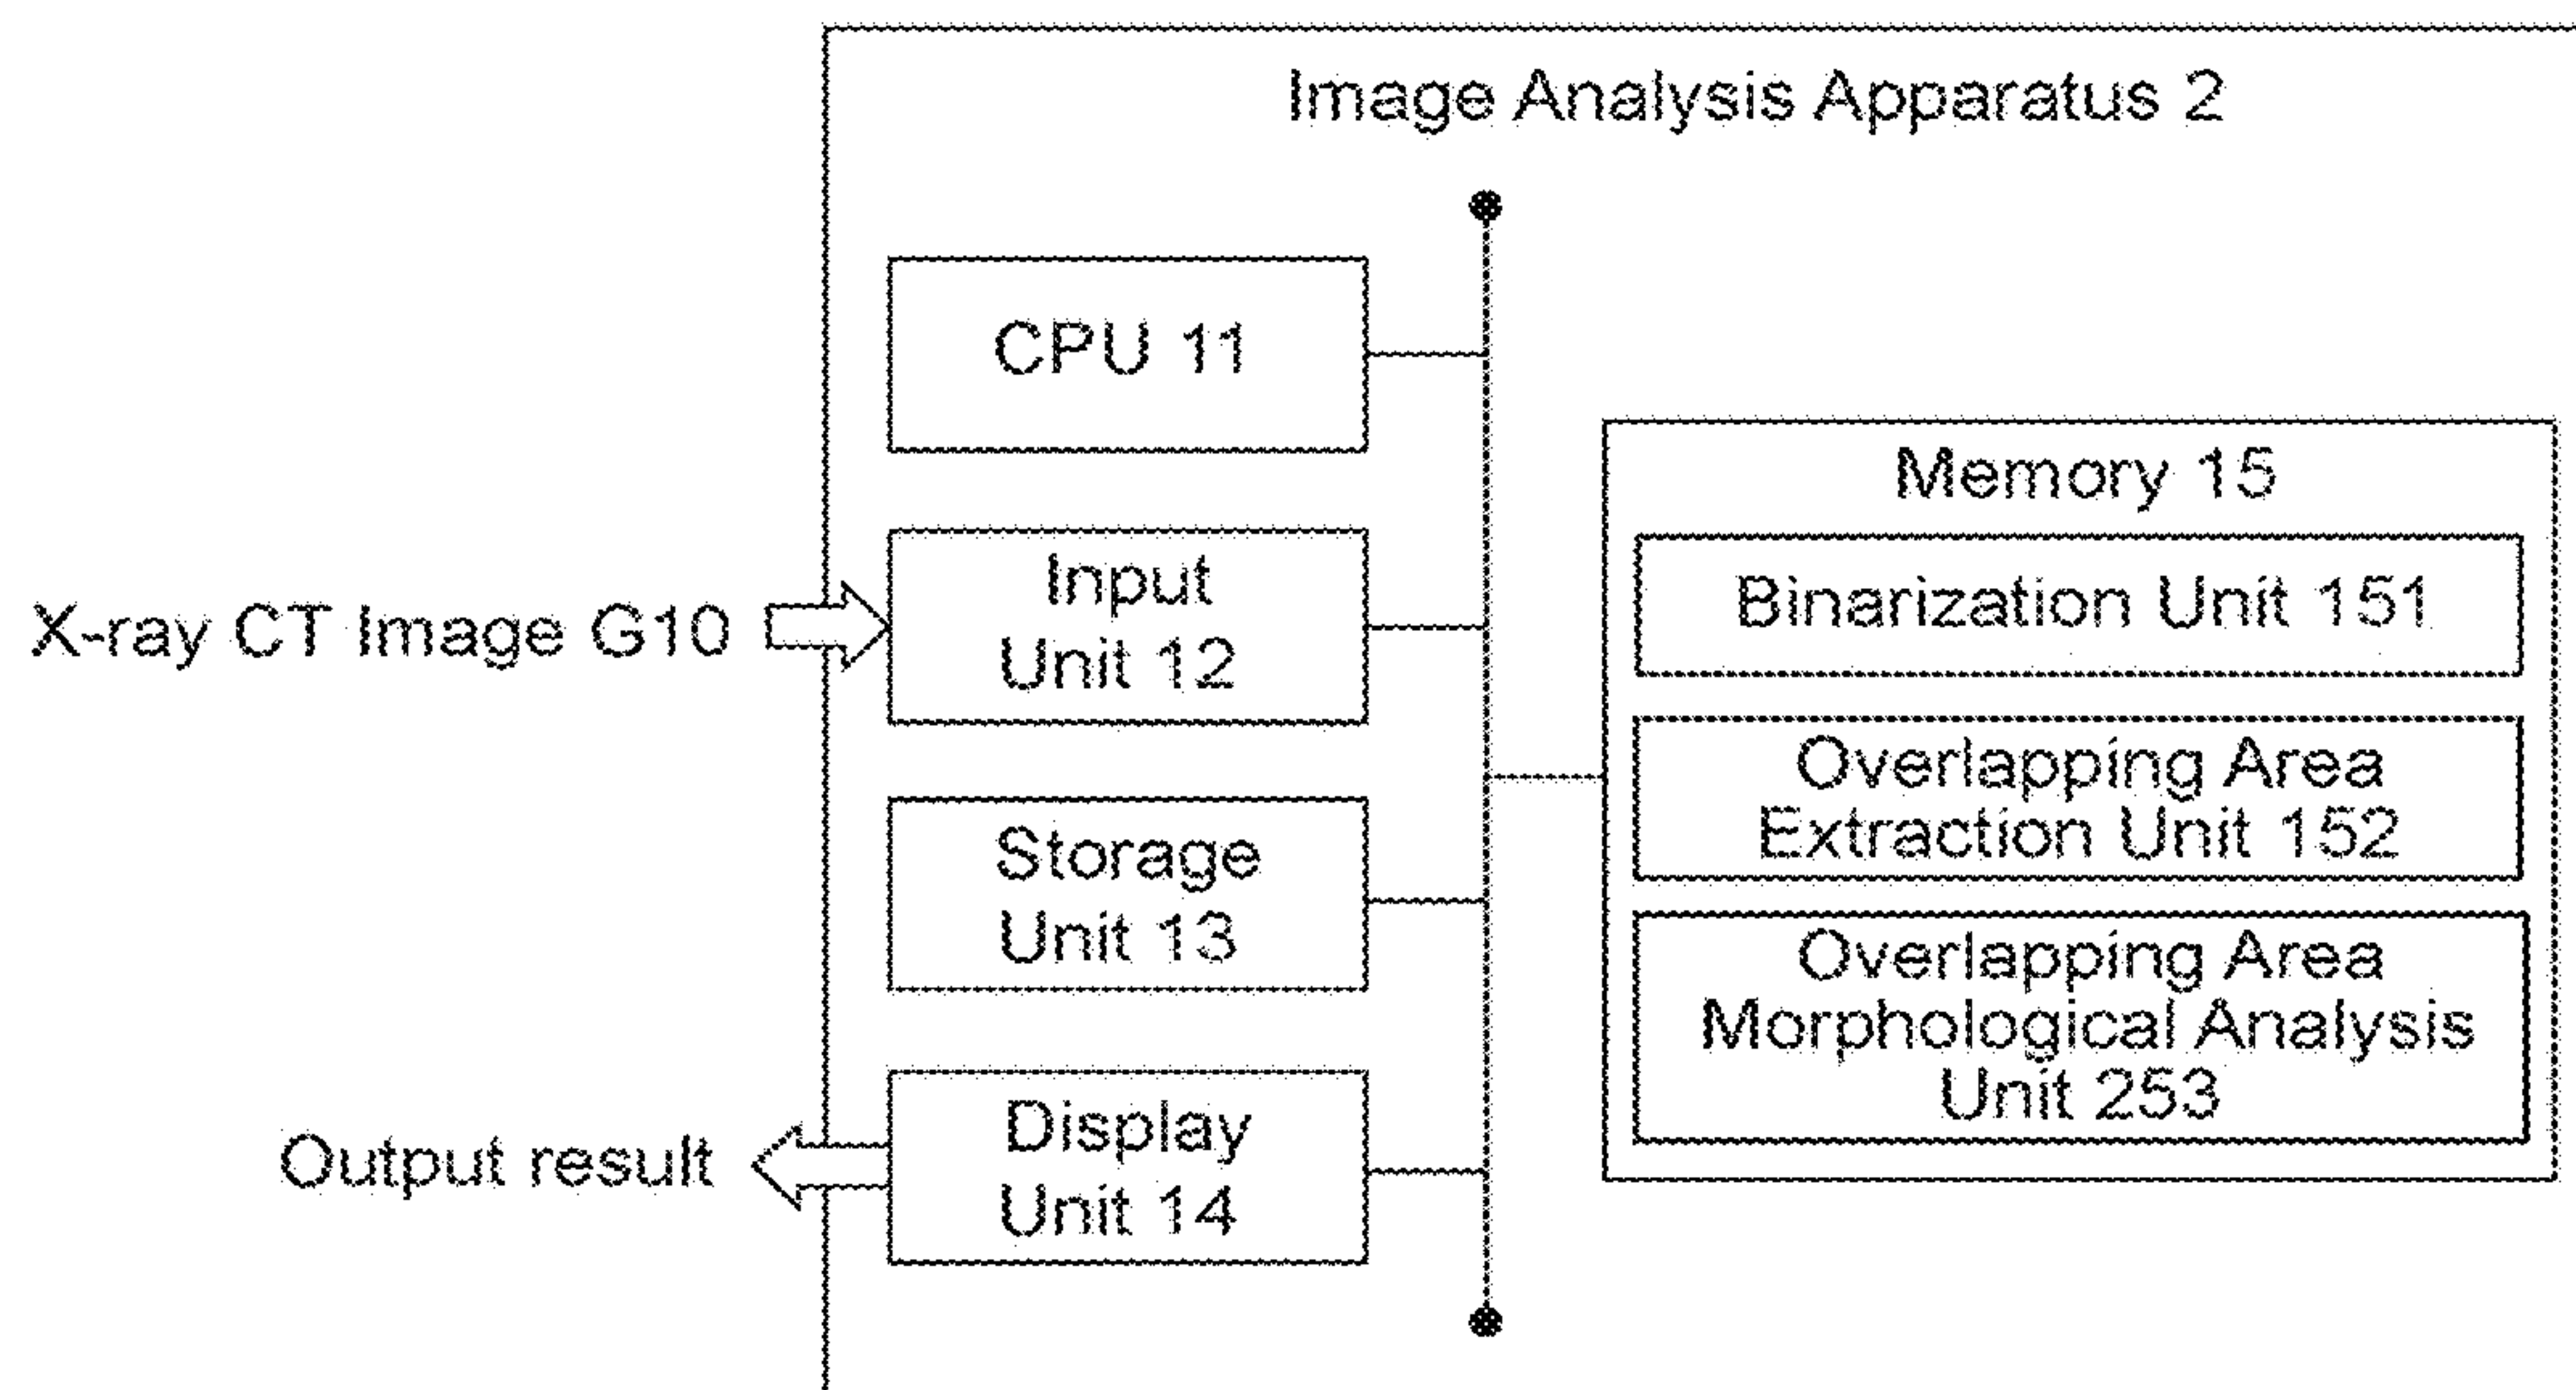 Image Analysis Apparatus 2
CPU 11
X-ray CT Image G10
Input
Unit 12
Storage
Unit 13
Output result
Display
Unit 14
Memory 15
Binarization Unit 151
Overlapping Area
Extraction Unit 152
Overlapping Area
Morphological Analysis
Unit 253